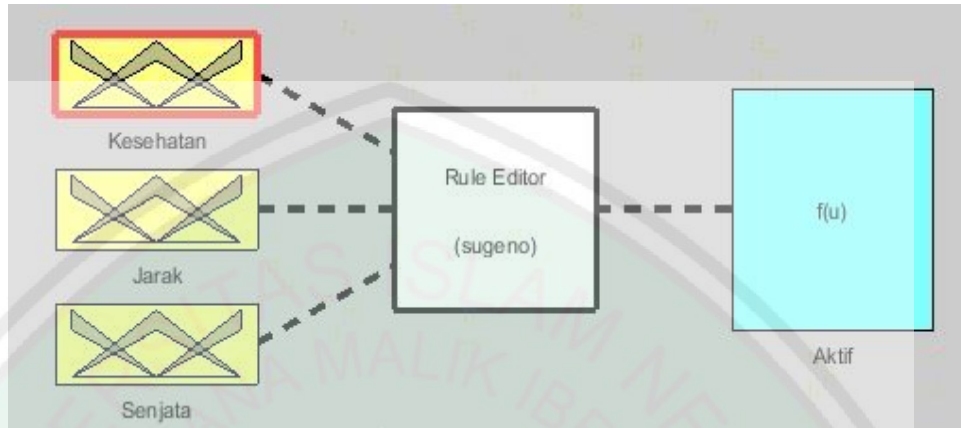 Kesehatan
Jarak
Senjata
Rule Editor
(sugeno)
f(u)
Aktif